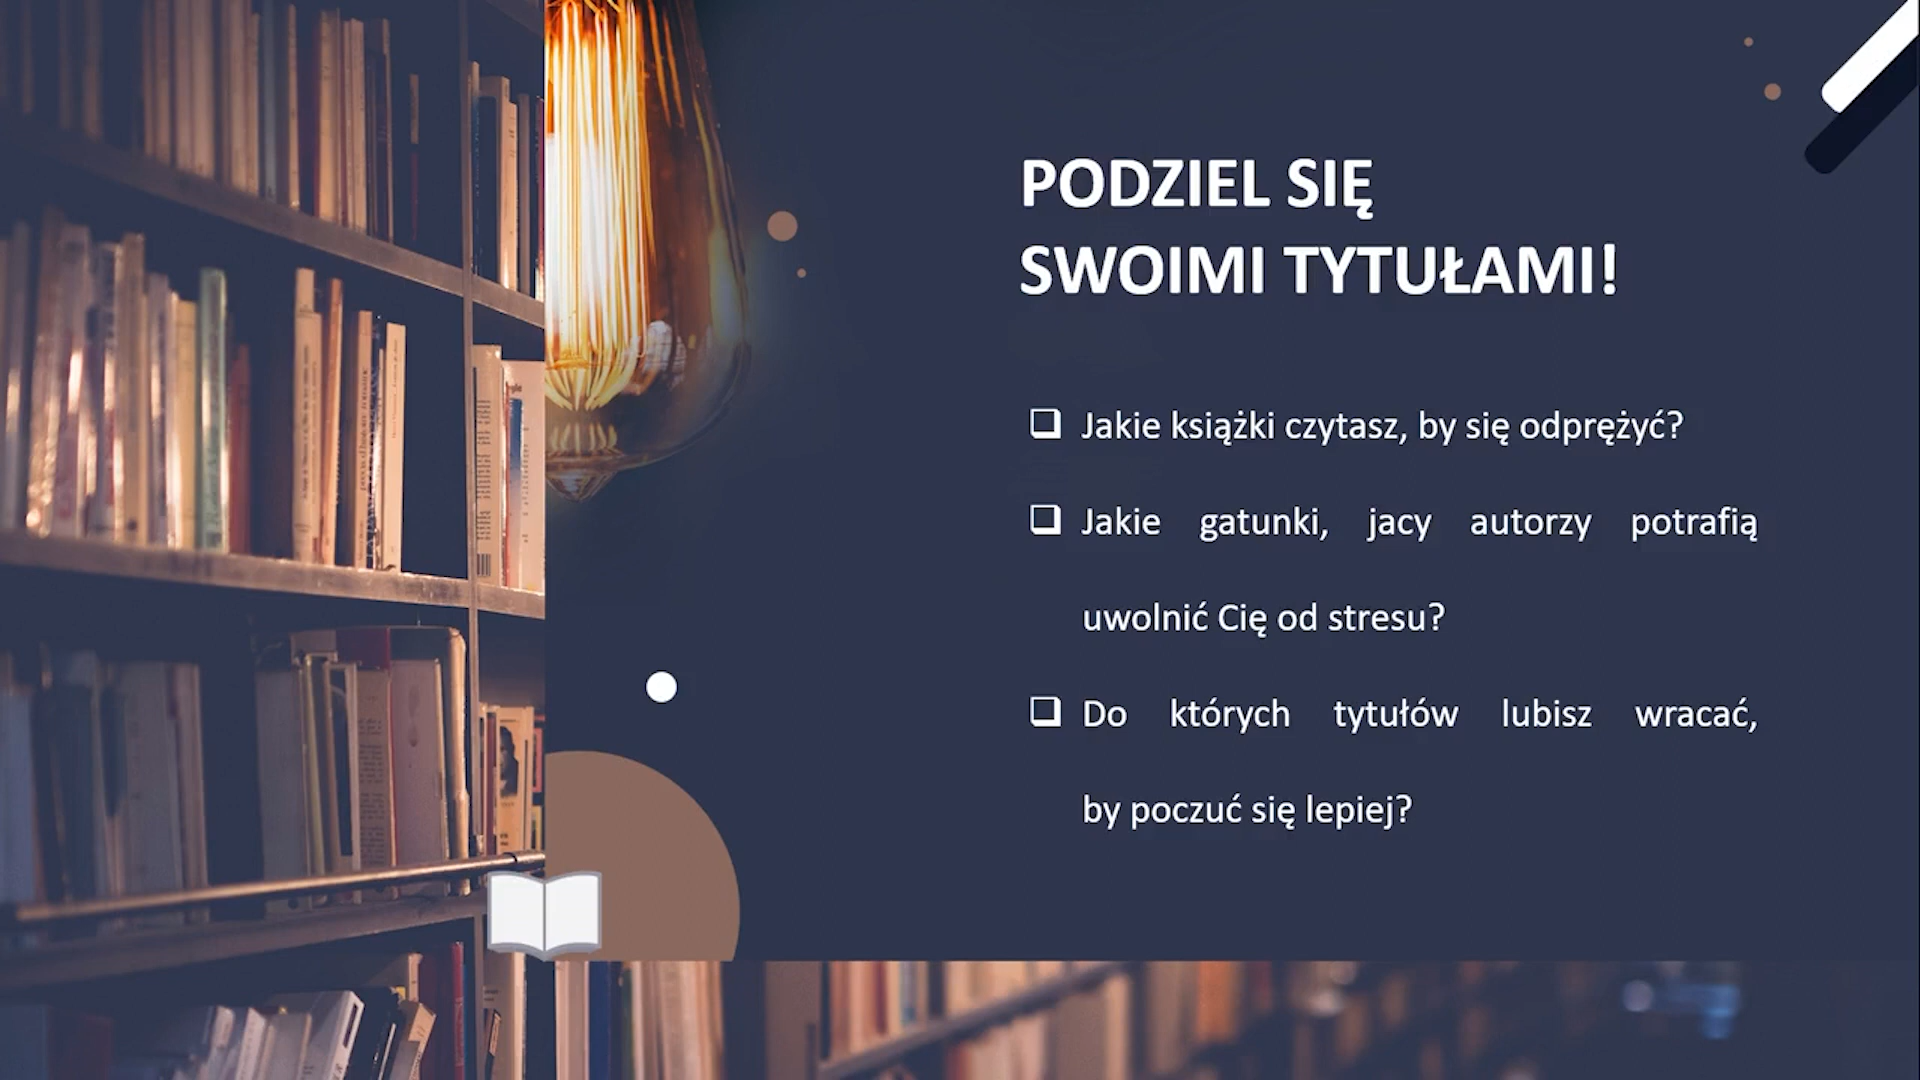 PODZIEL SIĘ
SWOIMI TYTUŁAMI!
Jakie książki czytasz, by się odprężyć?
Jakie gatunki, jacy autorzy potrafią
uwolnić Cię od stresu?
Do których tytułów lubisz wracać,
by poczuć się lepiej?